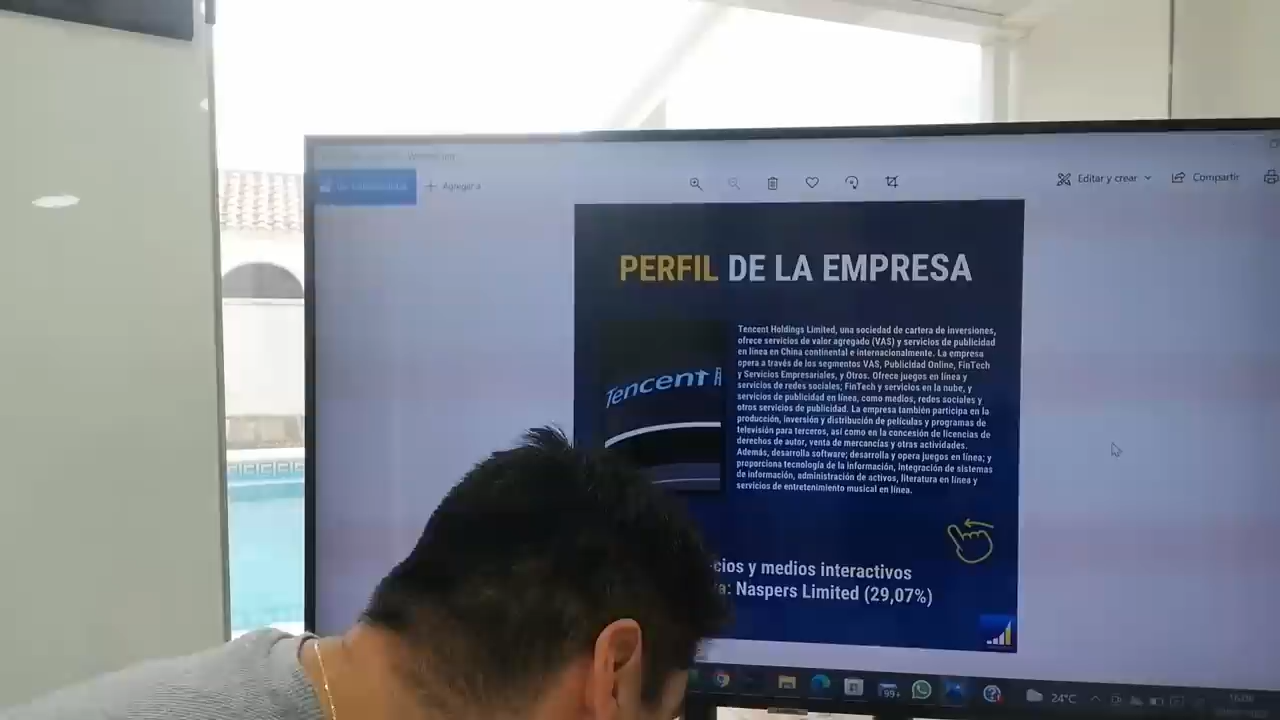 Agregar a
Editar y crear
Compartir
PERFIL DE LA EMPRESA
Tencent
Tencent Holdings Limited, una sociedad de cartera de inversiones,
ofrece servicios de valor agregado (VAS) y servicios de publicidad
en línea en China continental e internacionalmente. La empresa
opera a través de los segmentos VAS, Publicidad Online, FinTech
y Servicios Empresariales, y Otros. Ofrece juegos en línea y
servicios de redes sociales; FinTech y servicios en la nube, y
servicios de publicidad en línea, como medios, redes sociales y
otros servicios de publicidad. La empresa también participa en la
producción, inversión y distribución de películas y programas de
televisión para terceros, así como en la concesión de licencias de
derechos de autor, venta de mercancías y otras actividades.
Además, desarrolla software; desarrolla y opera juegos en línea; y
proporciona tecnología de la información, integración de sistemas
de información, administración de activos, literatura en línea y
servicios de entretenimiento musical en línea.
cios y medios interactivos
a: Naspers Limited (29,07%)
99+
24°C